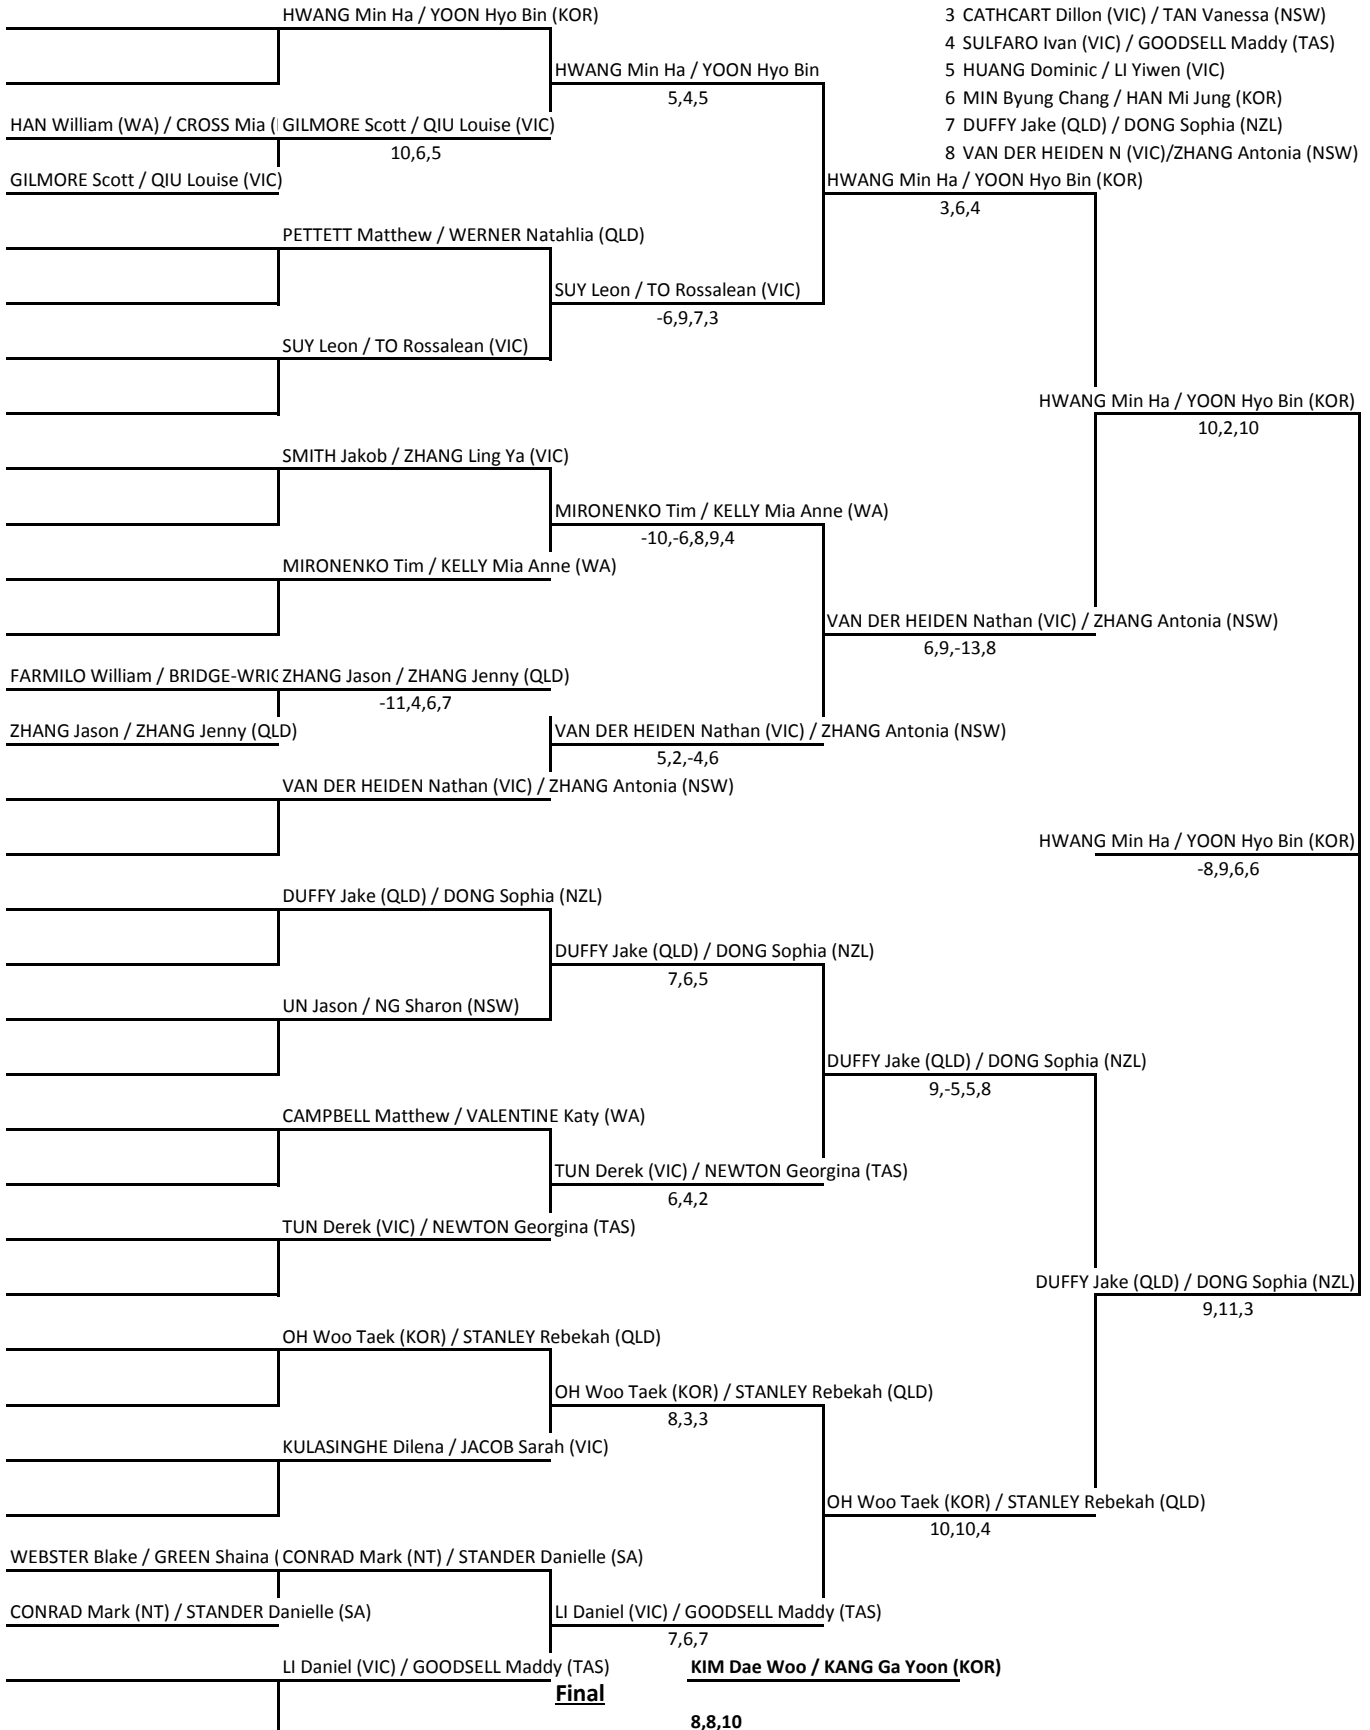 HWANG Min Ha / YOON Hyo Bin (KOR)
3 CATHCART Dillon (VIC) / TAN Vanessa (NSW)
4 SULFARO Ivan (VIC) / GOODSELL Maddy (TAS)
HWANG Min Ha / YOON Hyo Bin
5 HUANG Dominic / LI Yiwen (VIC)
5,4,5
6 MIN Byung Chang / HAN Mi Jung (KOR)
HAN William (WA) / CROSS Mia (
GILMORE Scott / QIU Louise (VIC)
7 DUFFY Jake (QLD) / DONG Sophia (NZL)
10,6,5
8 VAN DER HEIDEN N (VIC)/ZHANG Antonia (NSW)
GILMORE Scott / QIU Louise (VIC)
HWANG Min Ha / YOON Hyo Bin (KOR)
3,6,4
PETTETT Matthew / WERNER Natahlia (QLD)
SUY Leon / TO Rossalean (VIC)
-6,9,7,3
SUY Leon / TO Rossalean (VIC)
HWANG Min Ha / YOON Hyo Bin (KOR)
10,2,10
SMITH Jakob / ZHANG Ling Ya (VIC)
MIRONENKO Tim / KELLY Mia Anne (WA)
-10,-6,8,9,4
MIRONENKO Tim / KELLY Mia Anne (WA)
VAN DER HEIDEN Nathan (VIC) / ZHANG Antonia (NSW)
6,9,-13,8
FARMILO William / BRIDGE-WRIG
ZHANG Jason / ZHANG Jenny (QLD)
-11,4,6,7
ZHANG Jason / ZHANG Jenny (QLD)
VAN DER HEIDEN Nathan (VIC) / ZHANG Antonia (NSW)
5,2,-4,6
VAN DER HEIDEN Nathan (VIC) / ZHANG Antonia (NSW)
HWANG Min Ha / YOON Hyo Bin (KOR)
-8,9,6,6
DUFFY Jake (QLD) / DONG Sophia (NZL)
DUFFY Jake (QLD) / DONG Sophia (NZL)
7,6,5
UN Jason / NG Sharon (NSW)
DUFFY Jake (QLD) / DONG Sophia (NZL)
9,-5,5,8
CAMPBELL Matthew / VALENTINE Katy (WA)
TUN Derek (VIC) / NEWTON Georgina (TAS)
6,4,2
TUN Derek (VIC) / NEWTON Georgina (TAS)
DUFFY Jake (QLD) / DONG Sophia (NZL)
9,11,3
OH Woo Taek (KOR) / STANLEY Rebekah (QLD)
OH Woo Taek (KOR) / STANLEY Rebekah (QLD)
8,3,3
KULASINGHE Dilena / JACOB Sarah (VIC)
OH Woo Taek (KOR) / STANLEY Rebekah (QLD)
10,10,4
WEBSTER Blake / GREEN Shaina (
CONRAD Mark (NT) / STANDER Danielle (SA)
CONRAD Mark (NT) / STANDER Danielle (SA)
LI Daniel (VIC) / GOODSELL Maddy (TAS)
7,6,7
LI Daniel (VIC) / GOODSELL Maddy (TAS)
KIM Dae Woo / KANG Ga Yoon (KOR)
Final
8,8,10